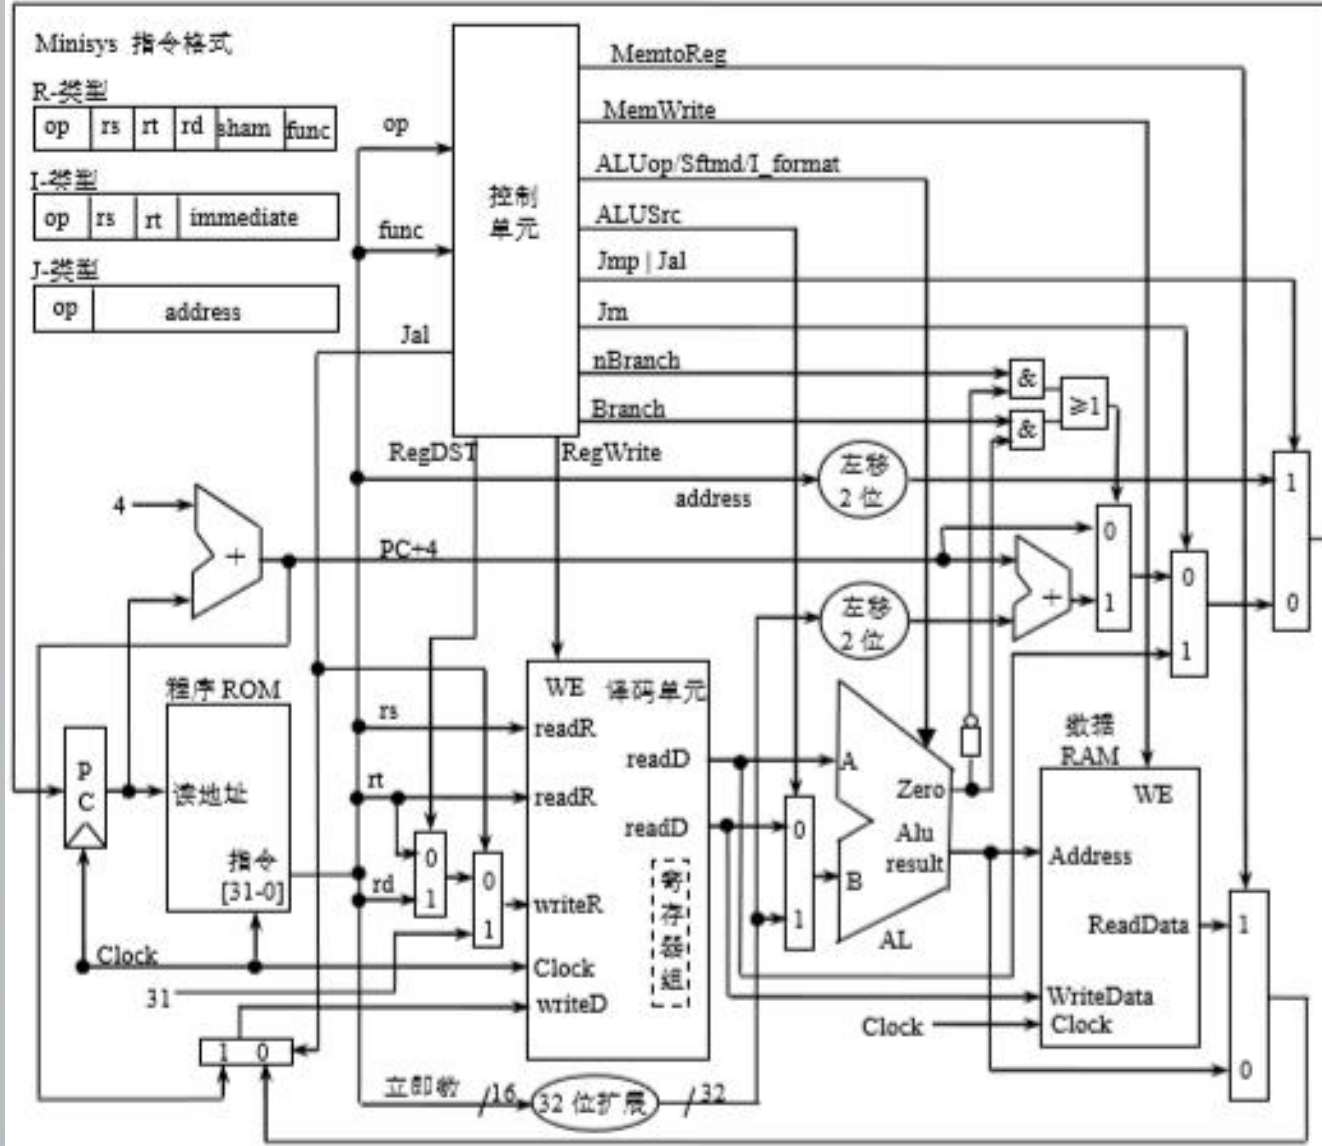 Minisys 指令格式
R-类型
op rs rt rd sham func
I-类型
op rs rt immediate
J-类型
op address
op
func
Jal
控制
单元
MemtoReg
MemWrite
ALUop/Sftmd/I_format
ALUSrc
Jmp | Jal
Jrn
nBranch
Branch
RegDST
RegWrite
&
&
≥1
左移
2 位
address
1
0
4
+
PC+4
0
1
+
左移
2 位
0
1
程序 ROM
读地址
指令
[31-0]
PC
Clock
31
1 0
rs
rt
rd
0
1
0
1
WE 译码单元
readR
readD
readR
readD
writeR
Clock
writeD
寄存器组
立即数
/16
32 位扩展
/32
0
1
A
B
Zero
Alu
result
AL
数据
RAM
WE
Address
ReadData
WriteData
Clock
Clock
1
0